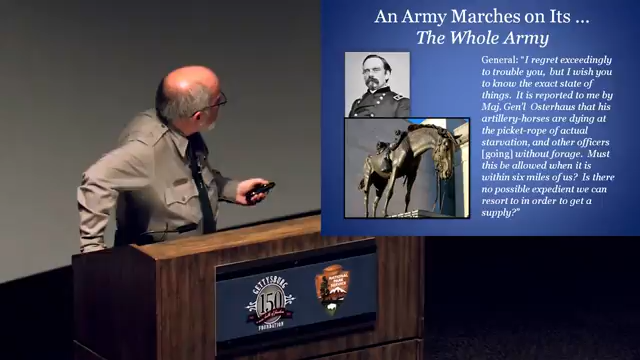 An Army Marches on Its ...
The Whole Army
General: "I regret exceedingly
to trouble you, but I wish you
to know the exact state of
things. It is reported to me by
Maj. Gen'l Osterhaus that his
artillery-horses are dying at
the picket-rope of actual
starvation, and other officers
[going] without forage. Must
this be allowed when it is
within six miles of us? Is there
no possible expedient we can
resort to in order to get a
supply?"
GETTYSBURG
150
FOUNDATION
NATIONAL
PARK
SERVICE